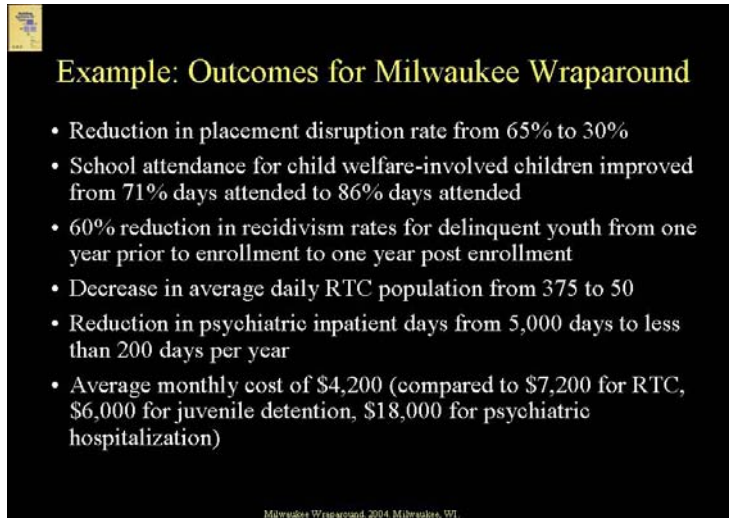 Example: Outcomes for Milwaukee Wraparound
• Reduction in placement disruption rate from 65% to 30%
• School attendance for child welfare-involved children improved
from 71% days attended to 86% days attended
• 60% reduction in recidivism rates for delinquent youth from one
year prior to enrollment to one year post enrollment
• Decrease in average daily RTC population from 375 to 50
• Reduction in psychiatric inpatient days from 5,000 days to less
than 200 days per year
• Average monthly cost of $4,200 (compared to $7,200 for RTC,
$6,000 for juvenile detention, $18,000 for psychiatric
hospitalization)
Milwaukee Wraparound. 2004. Milwaukee, WI.